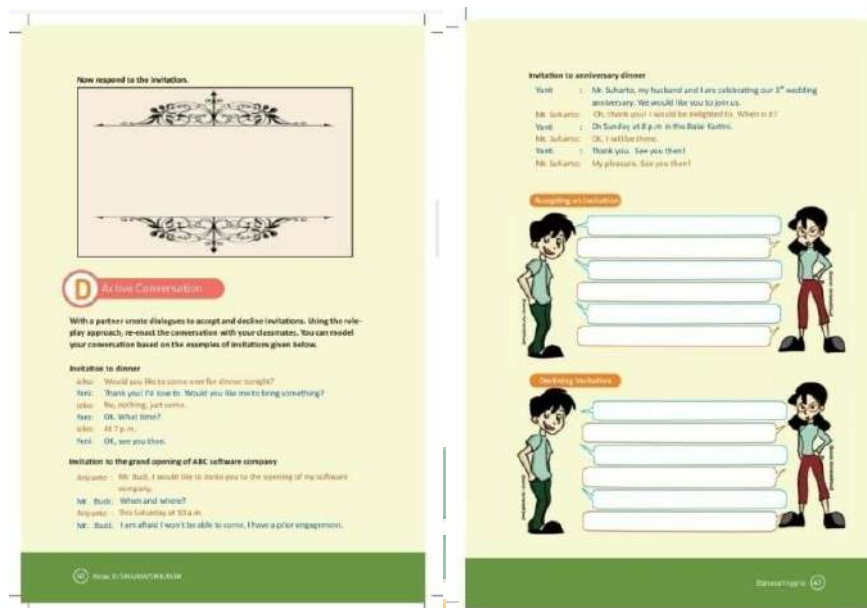 Now respond to the invitation.
D Active Conversation
With a partner create dialogues to accept and decline invitations. Using the role-
play approach, re-enact the conversation with your classmates. You can model
your conversation based on the examples of invitations given below.
Invitation to dinner
Joko: Would you like to come over for dinner tonight?
Yeni: Thank you! I'd love to. Would you like me to bring something?
Joko: No, nothing, just come.
Yeni: OK. What time?
Joko: At 7 p.m.
Yeni: OK, see you then.
Invitation to the grand opening of ABC software company
Ariyanto : Mr. Budi, I would like to invite you to the opening of my software
company.
Mr. Budi: When and where?
Ariyanto : This Saturday at 10 a.m.
Mr. Budi: I am afraid I won't be able to come, I have a prior engagement.
Kelas XI SMA/MA/SMK/MAK
Invitation to anniversary dinner
Yanti : Mr. Suharto, my husband and I are celebrating our 3rd wedding
anniversary. We would like you to join us.
Mr. Suharto: Oh, thank you! I would be delighted to. When is it?
Yanti : On Sunday at 8 p.m in the Balai Kartini.
Mr. Suharto: OK, I will be there.
Yanti : Thank you. See you then!
Mr. Suharto: My pleasure. See you then!
Accepting an Invitation
Declining Invitation
Bahasa Inggris 41